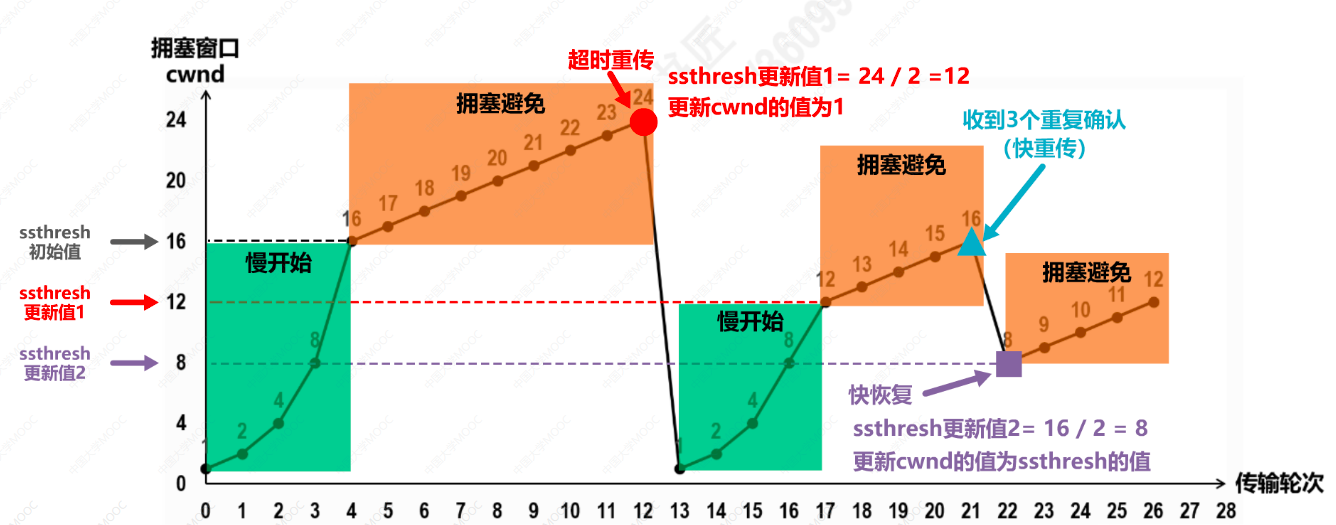 拥塞窗口
cwnd
24
20
16
12
8
4
0
ssthresh
初始值
ssthresh
更新值1
ssthresh
更新值2
慢开始
2
4
8
拥塞避免
16
17
18
19
20
21
22
23
24
超时重传
ssthresh更新值1= 24 / 2 =12
更新cwnd的值为1
慢开始
2
4
8
拥塞避免
12
13
14
15
16
收到3个重复确认
（快重传）
拥塞避免
8
9
10
11
12
快恢复
ssthresh更新值2= 16 / 2 = 8
更新cwnd的值为ssthresh的值
传输轮次
0 1 2 3 4 5 6 7 8 9 10 11 12 13 14 15 16 17 18 19 20 21 22 23 24 25 26 27 28
中国大学MOOC